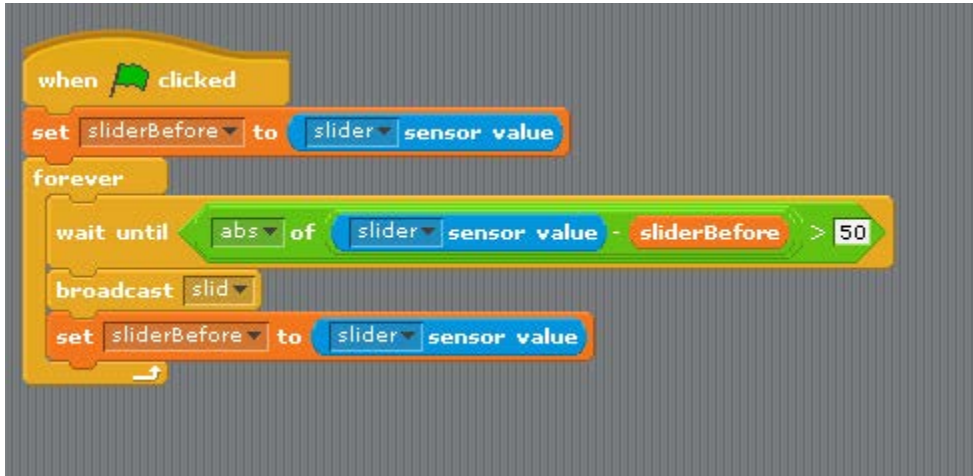 when clicked
set sliderBefore to slider sensor value
forever
wait until abs of slider sensor value - sliderBefore > 50
broadcast slid
set sliderBefore to slider sensor value